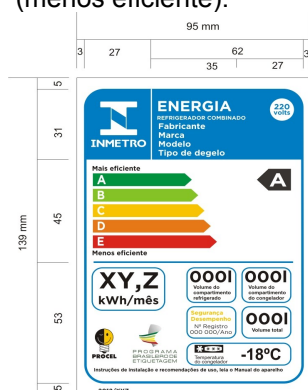 (menos eficiente).
95 mm
3 27 62 3
35 27
5
31
45
139 mm
53
INMETRO
ENERGIA
REFRIGERADOR COMBINADO
Fabricante
Marca
Modelo
Tipo de degelo
220
volts
Mais eficiente
A
B
C
D
E
Menos eficiente
A
XY,Z
kWh/mês
000l
Volume do
compartimento
refrigerado
000l
Volume do
compartimento
do congelador
Segurança
Desempenho
Nº Registro
000 000/Ano
000l
Volume total
PROCEL
PROGRAMA
BRASILEIRO DE
ETIQUETAGEM
Temperatura
do congelador
-18ºC
Instruções de instalação e recomendações de uso, leia o Manual do aparelho